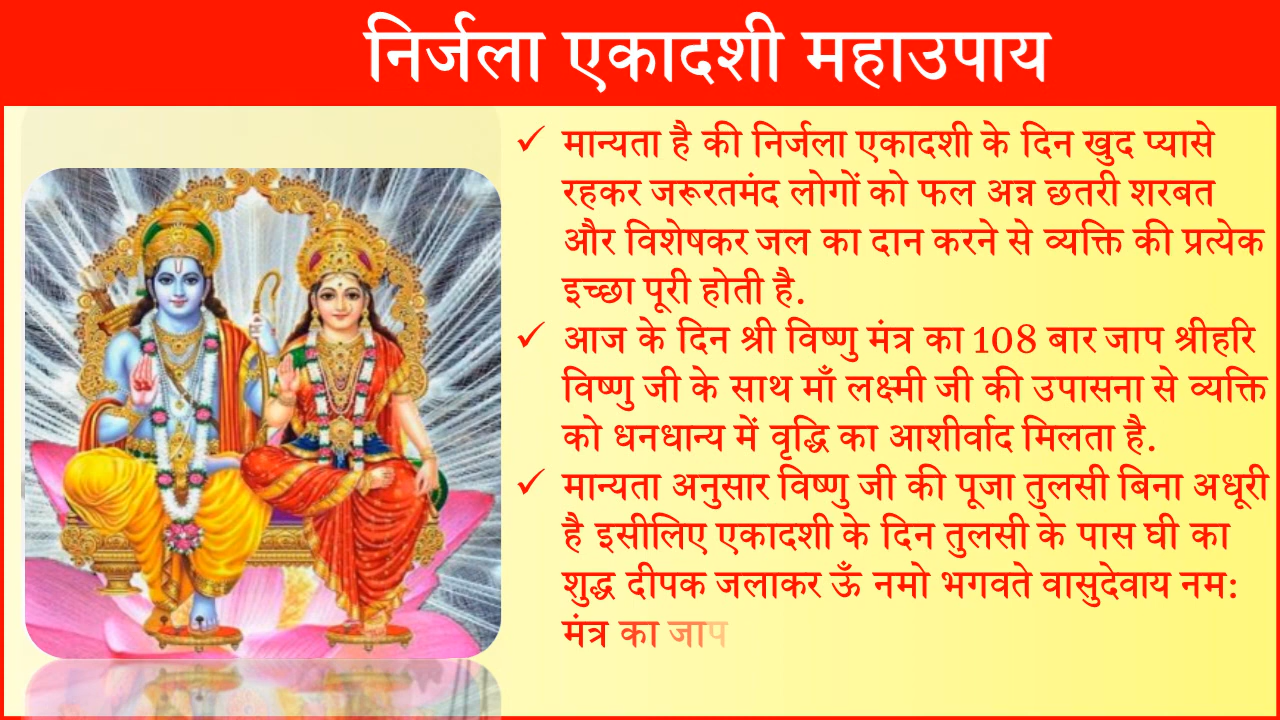 निर्जला एकादशी महाउपाय
मान्यता है की निर्जला एकादशी के दिन खुद प्यासे
रहकर जरूरतमंद लोगों को फल अन्न छतरी शरबत
और विशेषकर जल का दान करने से व्यक्ति की प्रत्येक
इच्छा पूरी होती है.
आज के दिन श्री विष्णु मंत्र का 108 बार जाप श्रीहरि
विष्णु जी के साथ माँ लक्ष्मी जी की उपासना से व्यक्ति
को धनधान्य में वृद्धि का आशीर्वाद मिलता है.
मान्यता अनुसार विष्णु जी की पूजा तुलसी बिना अधूरी
है इसीलिए एकादशी के दिन तुलसी के पास घी का
शुद्ध दीपक जलाकर ऊँ नमो भगवते वासुदेवाय नम:
मंत्र का जाप